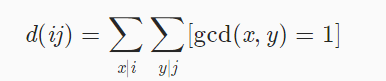 d(ij) = ∑_{x|i} ∑_{y|j} [gcd(x, y) = 1]